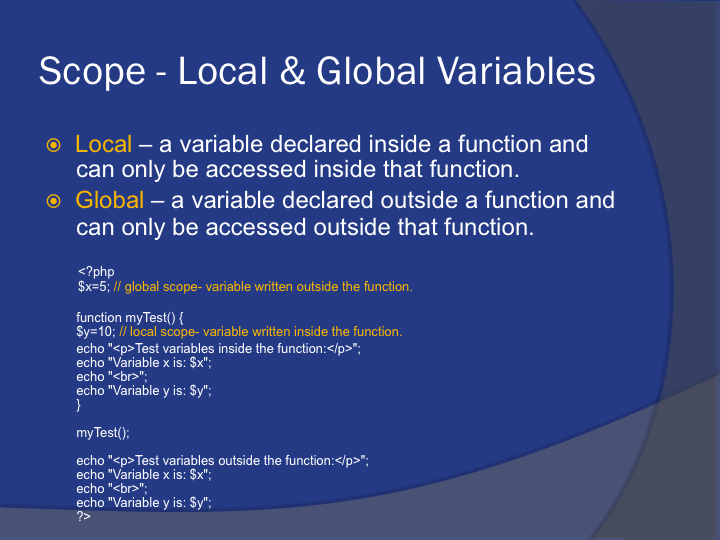 Scope - Local & Global Variables
Local – a variable declared inside a function and
can only be accessed inside that function.
Global – a variable declared outside a function and
can only be accessed outside that function.
<?php
$x=5; // global scope- variable written outside the function.
function myTest() {
$y=10; // local scope- variable written inside the function.
echo "<p>Test variables inside the function:</p>";
echo "Variable x is: $x";
echo "<br>";
echo "Variable y is: $y";
}
myTest();
echo "<p>Test variables outside the function:</p>";
echo "Variable x is: $x";
echo "<br>";
echo "Variable y is: $y";
?>